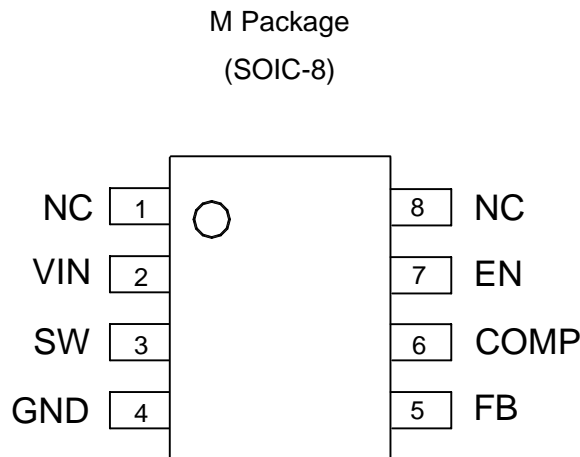 M Package
(SOIC-8)
NC 1 8 NC
VIN 2 7 EN
SW 3 6 COMP
GND 4 5 FB